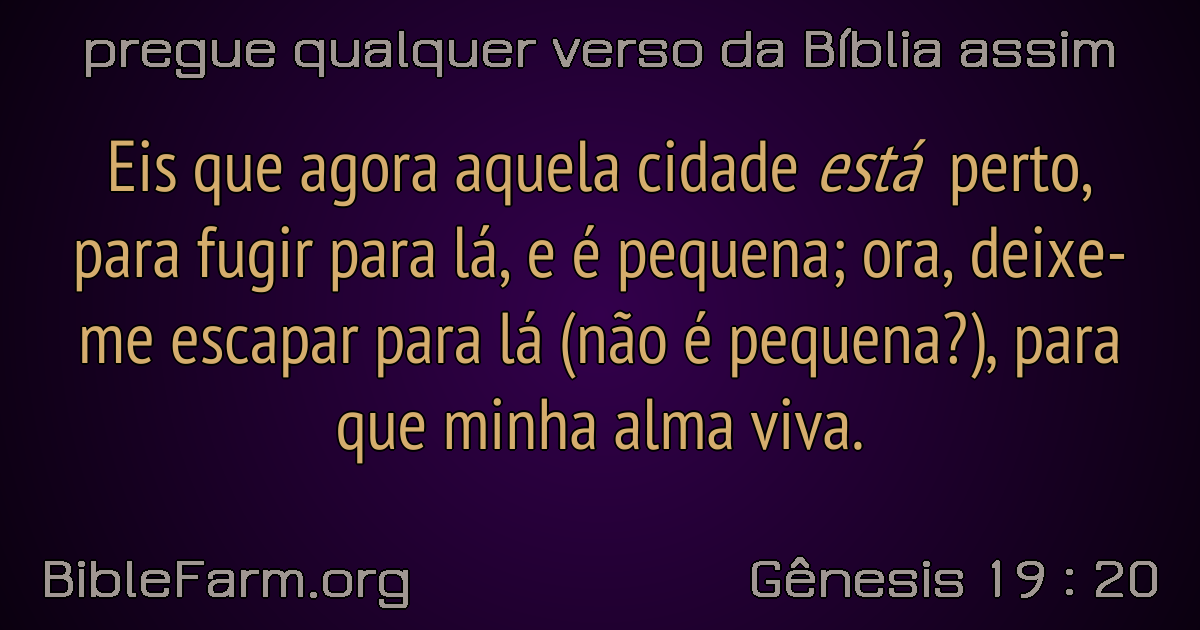 pregue qualquer verso da Bíblia assim
Eis que agora aquela cidade está perto,
para fugir para lá, e é pequena; ora, deixe-
me escapar para lá (não é pequena?), para
que minha alma viva.
BibleFarm.org
Gênesis 19 : 20